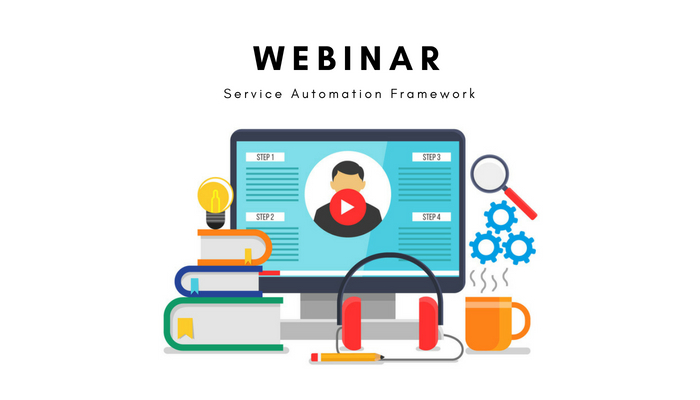 WEBINAR
Service Automation Framework
STEP 1
STEP 3
STEP 2
STEP 4